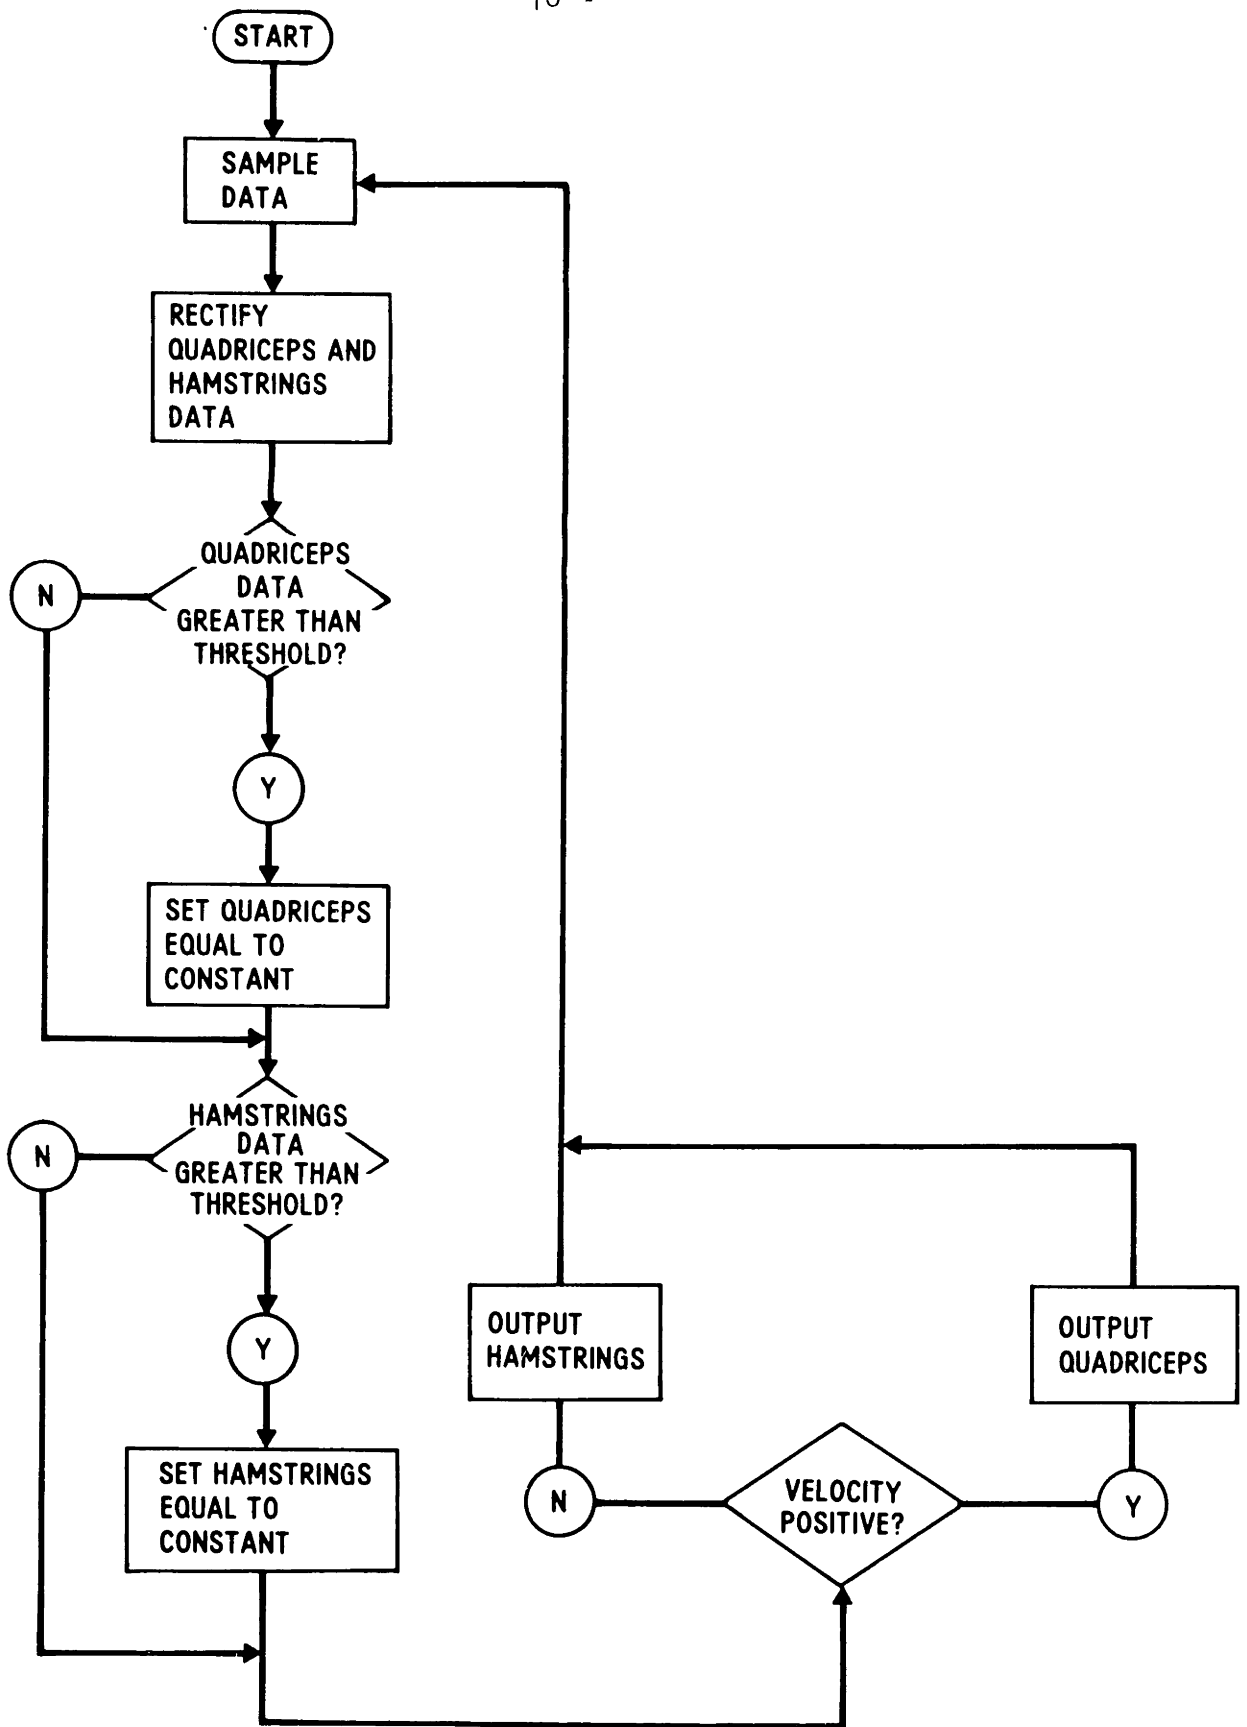 START
SAMPLE
DATA
RECTIFY
QUADRICEPS AND
HAMSTRINGS
DATA
QUADRICEPS
DATA
GREATER THAN
THRESHOLD?
N
Y
SET QUADRICEPS
EQUAL TO
CONSTANT
HAMSTRINGS
DATA
GREATER THAN
THRESHOLD?
N
Y
SET HAMSTRINGS
EQUAL TO
CONSTANT
VELOCITY
POSITIVE?
N
OUTPUT
HAMSTRINGS
Y
OUTPUT
QUADRICEPS